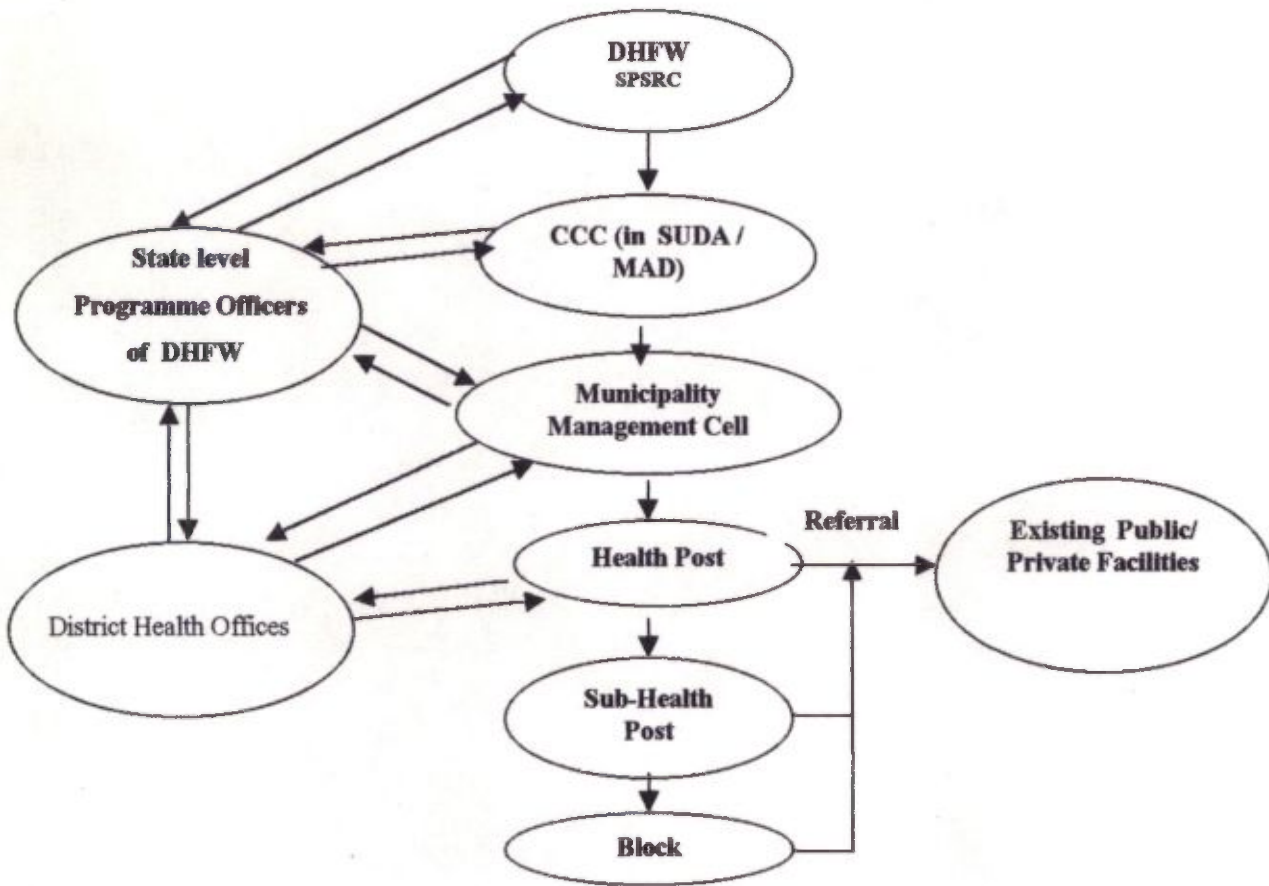 DHFW
SPSRC
CCC (in SUDA /
MAD)
State level
Programme Officers
of DHFW
Municipality
Management Cell
Referral
Health Post
Existing Public/
Private Facilities
District Health Offices
Sub-Health
Post
Block